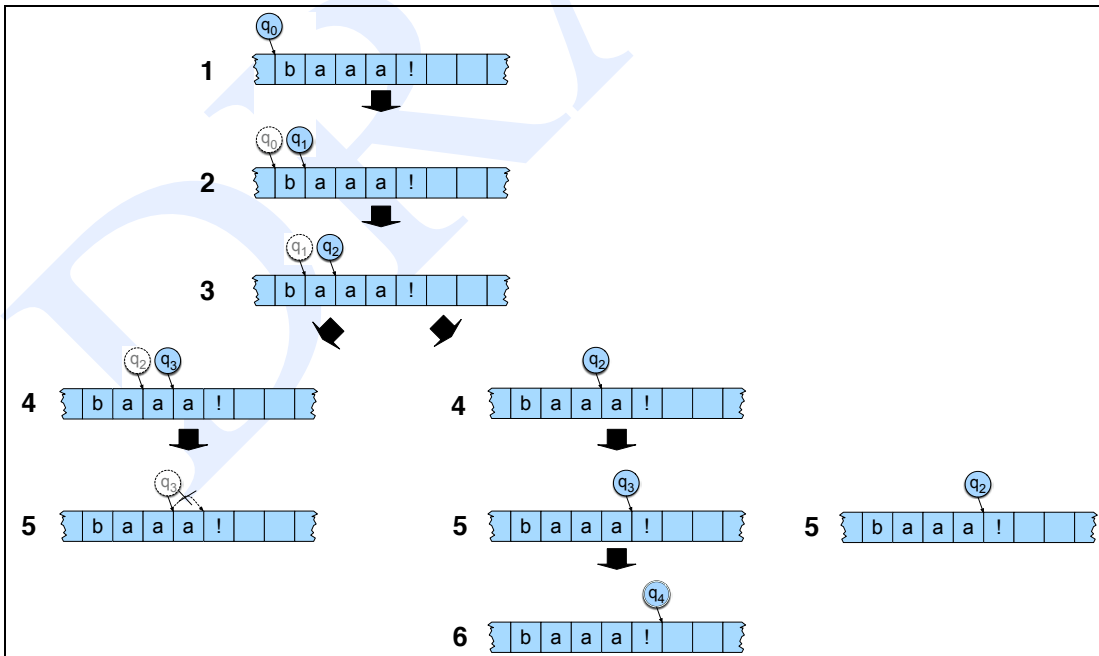 q0
1 b a a a !
q0 q1
2 b a a a !
q1 q2
3 b a a a !
q2 q3 q2
4 b a a a ! 4 b a a a !
q3 q3 q2
5 b a a a ! 5 b a a a ! 5 b a a a !
q4
6 b a a a !